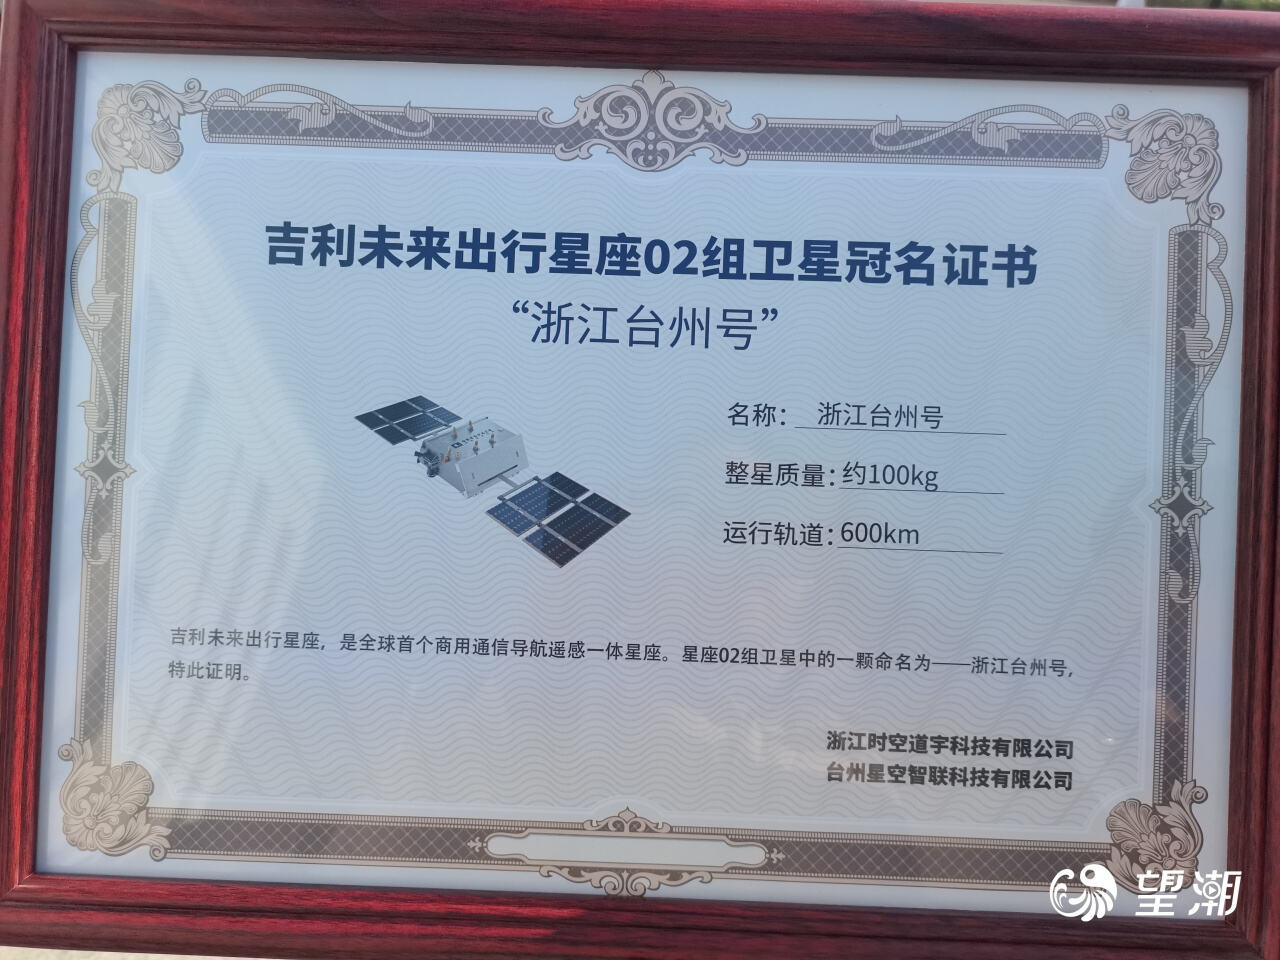 吉利未来出行星座02组卫星冠名证书
“浙江台州号”
名称： 浙江台州号
整星质量：约100kg
运行轨道：600km
吉利未来出行星座，是全球首个商用通信导航遥感一体星座。星座02组卫星中的一颗命名为——浙江台州号，
特此证明。
浙江时空道宇科技有限公司
台州星空智联科技有限公司
望潮